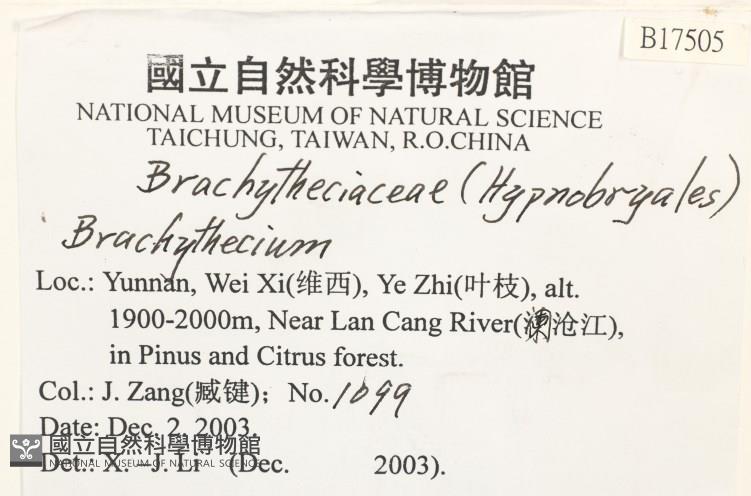 B17505
國立自然科學博物館
NATIONAL MUSEUM OF NATURAL SCIENCE
TAICHUNG, TAIWAN, R.O.CHINA
Brachytheciaceae (Hypnobryales)
Brachythecium
Loc.: Yunnan, Wei Xi(维西), Ye Zhi(叶枝), alt.
1900-2000m, Near Lan Cang River(澜沧江),
in Pinus and Citrus forest.
Col.: J. Zang(臧键); No. 1099
Date: Dec. 2, 2003.
國立自然科學博物館
NATIONAL MUSEUM OF NATURAL SCIENCE
Det.: X. -J. Li (Dec. 2003).